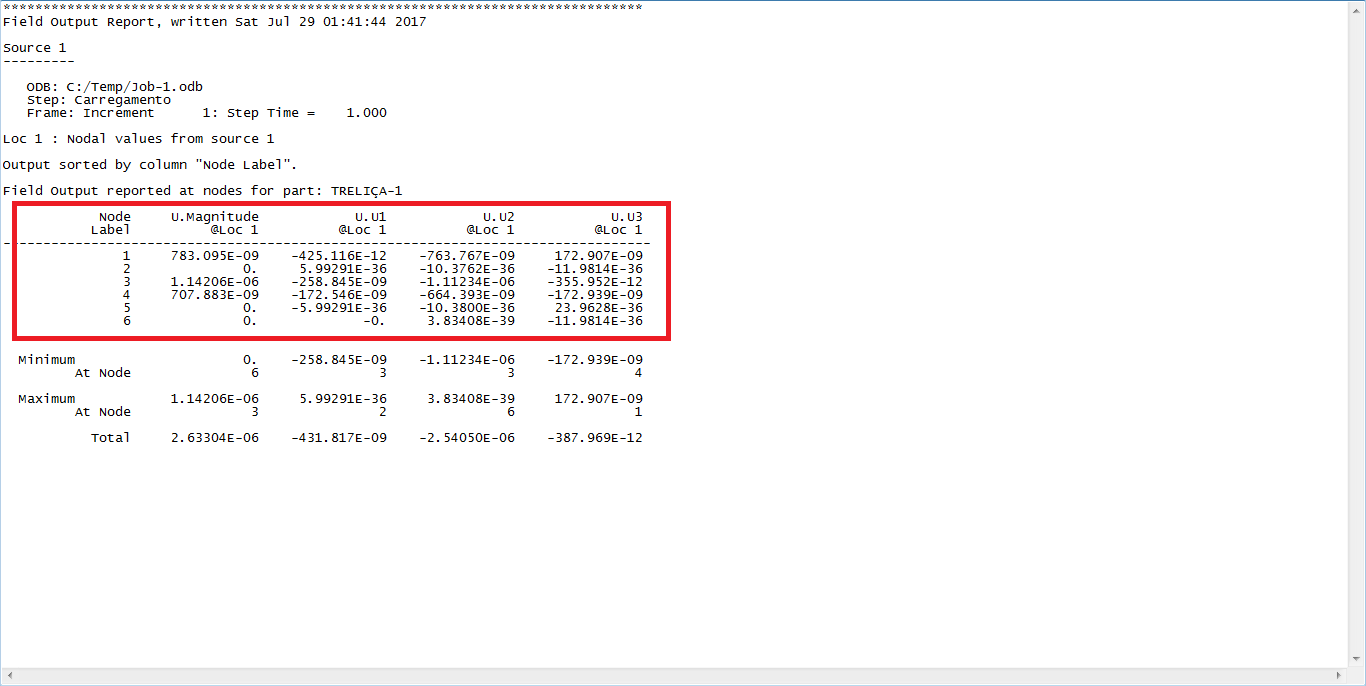 ********************************************************************************
Field Output Report, written Sat Jul 29 01:41:44 2017
Source 1
---------
ODB: C:/Temp/Job-1.odb
Step: Carregamento
Frame: Increment      1: Step Time =    1.000
Loc 1 : Nodal values from source 1
Output sorted by column "Node Label".
Field Output reported at nodes for part: TRELIÇA-1
Node     U.Magnitude            U.U1            U.U2            U.U3
Label          @Loc 1          @Loc 1          @Loc 1          @Loc 1
---------------------------------------------------------------------------------
1     783.095E-09    -425.116E-12    -763.767E-09     172.907E-09
2              0.     5.99291E-36    -10.3762E-36    -11.9814E-36
3     1.14206E-06    -258.845E-09    -1.11234E-06    -355.952E-12
4     707.883E-09    -172.546E-09    -664.393E-09    -172.939E-09
5              0.    -5.99291E-36    -10.3800E-36     23.9628E-36
6              0.             -0.     3.83408E-39    -11.9814E-36
Minimum              0.    -258.845E-09    -1.11234E-06    -172.939E-09
At Node               6               3               3               4
Maximum     1.14206E-06     5.99291E-36     3.83408E-39     172.907E-09
At Node               3               2               6               1
Total     2.63304E-06    -431.817E-09    -2.54050E-06    -387.969E-12